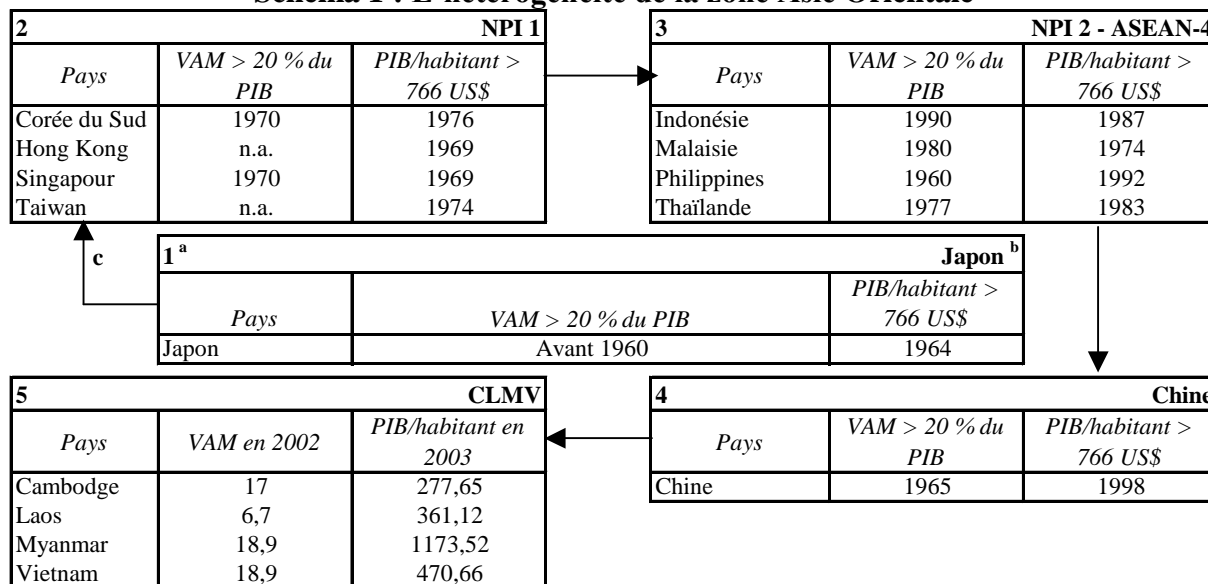 Schéma 1 : L'hétérogénéité de la zone Asie Orientale
2 NPI 1
Pays VAM > 20 % du PIB PIB/habitant > 766 US$
Corée du Sud 1970 1976
Hong Kong n.a. 1969
Singapour 1970 1969
Taiwan n.a. 1974
3 NPI 2 - ASEAN-4
Pays VAM > 20 % du PIB PIB/habitant > 766 US$
Indonésie 1990 1987
Malaisie 1980 1974
Philippines 1960 1992
Thaïlande 1977 1983
c
1 a Japon b
Pays VAM > 20 % du PIB PIB/habitant > 766 US$
Japon Avant 1960 1964
4 Chine
Pays VAM > 20 % du PIB PIB/habitant > 766 US$
Chine 1965 1998
5 CLMV
Pays VAM en 2002 PIB/habitant en 2003
Cambodge 17 277,65
Laos 6,7 361,12
Myanmar 18,9 1173,52
Vietnam 18,9 470,66